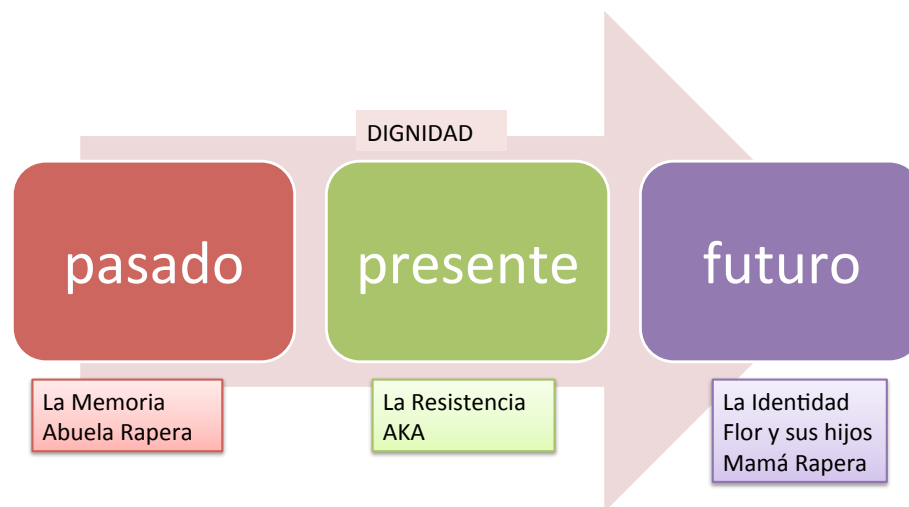 DIGNIDAD
pasado
presente
futuro
La Memoria
Abuela Rapera
La Resistencia
AKA
La Identidad
Flor y sus hijos
Mamá Rapera